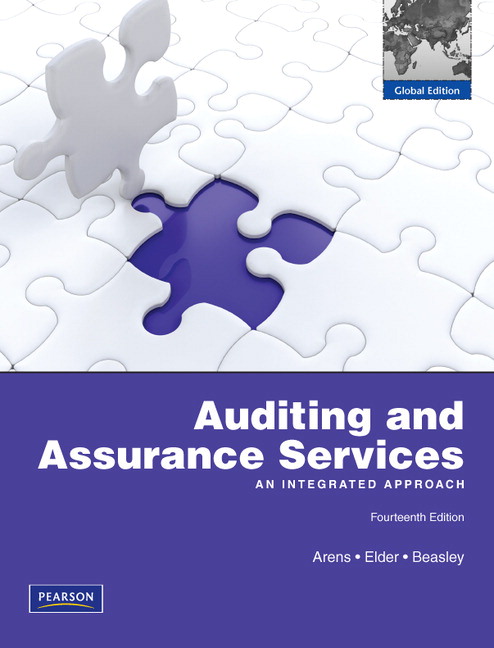 Global Edition
Auditing and
Assurance Services
AN INTEGRATED APPROACH
Fourteenth Edition
Arens • Elder • Beasley
PEARSON